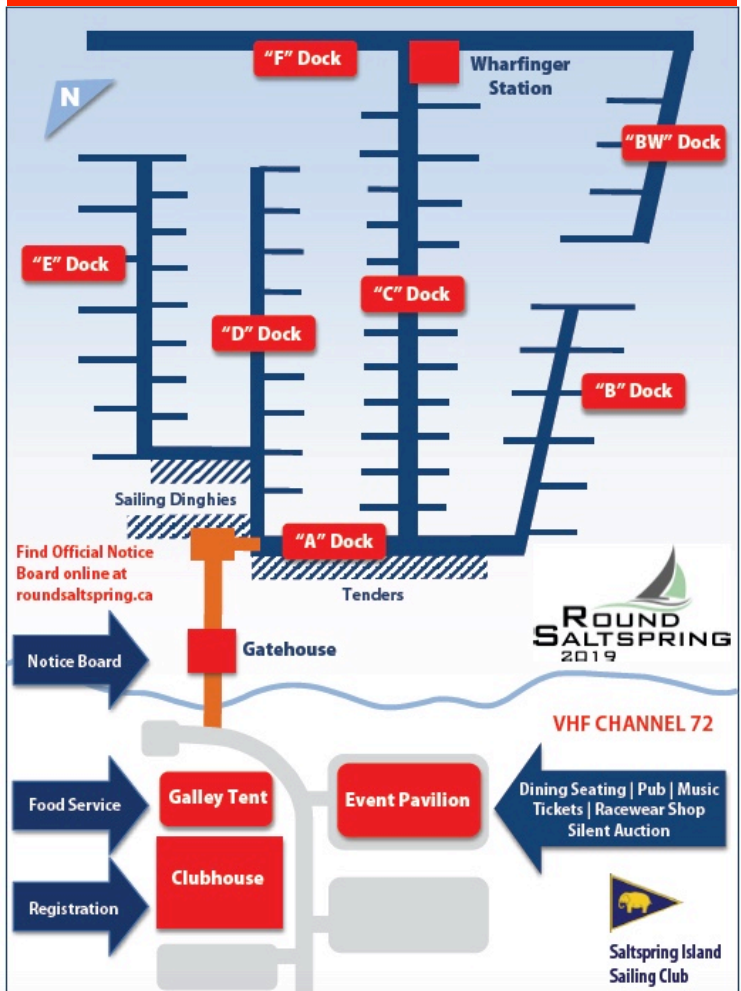 “F” Dock
Wharfinger
Station
N
“BW” Dock
“E” Dock
“C” Dock
“D” Dock
“B” Dock
Sailing Dinghies
“A” Dock
Find Official Notice
Board online at
roundsaltspring.ca
Tenders
ROUND
SALTSPRING
2019
Notice Board
Gatehouse
VHF CHANNEL 72
Food Service
Galley Tent
Event Pavilion
Dining Seating | Pub | Music
Tickets | Racewear Shop
Silent Auction
Clubhouse
Registration
Saltspring Island
Sailing Club